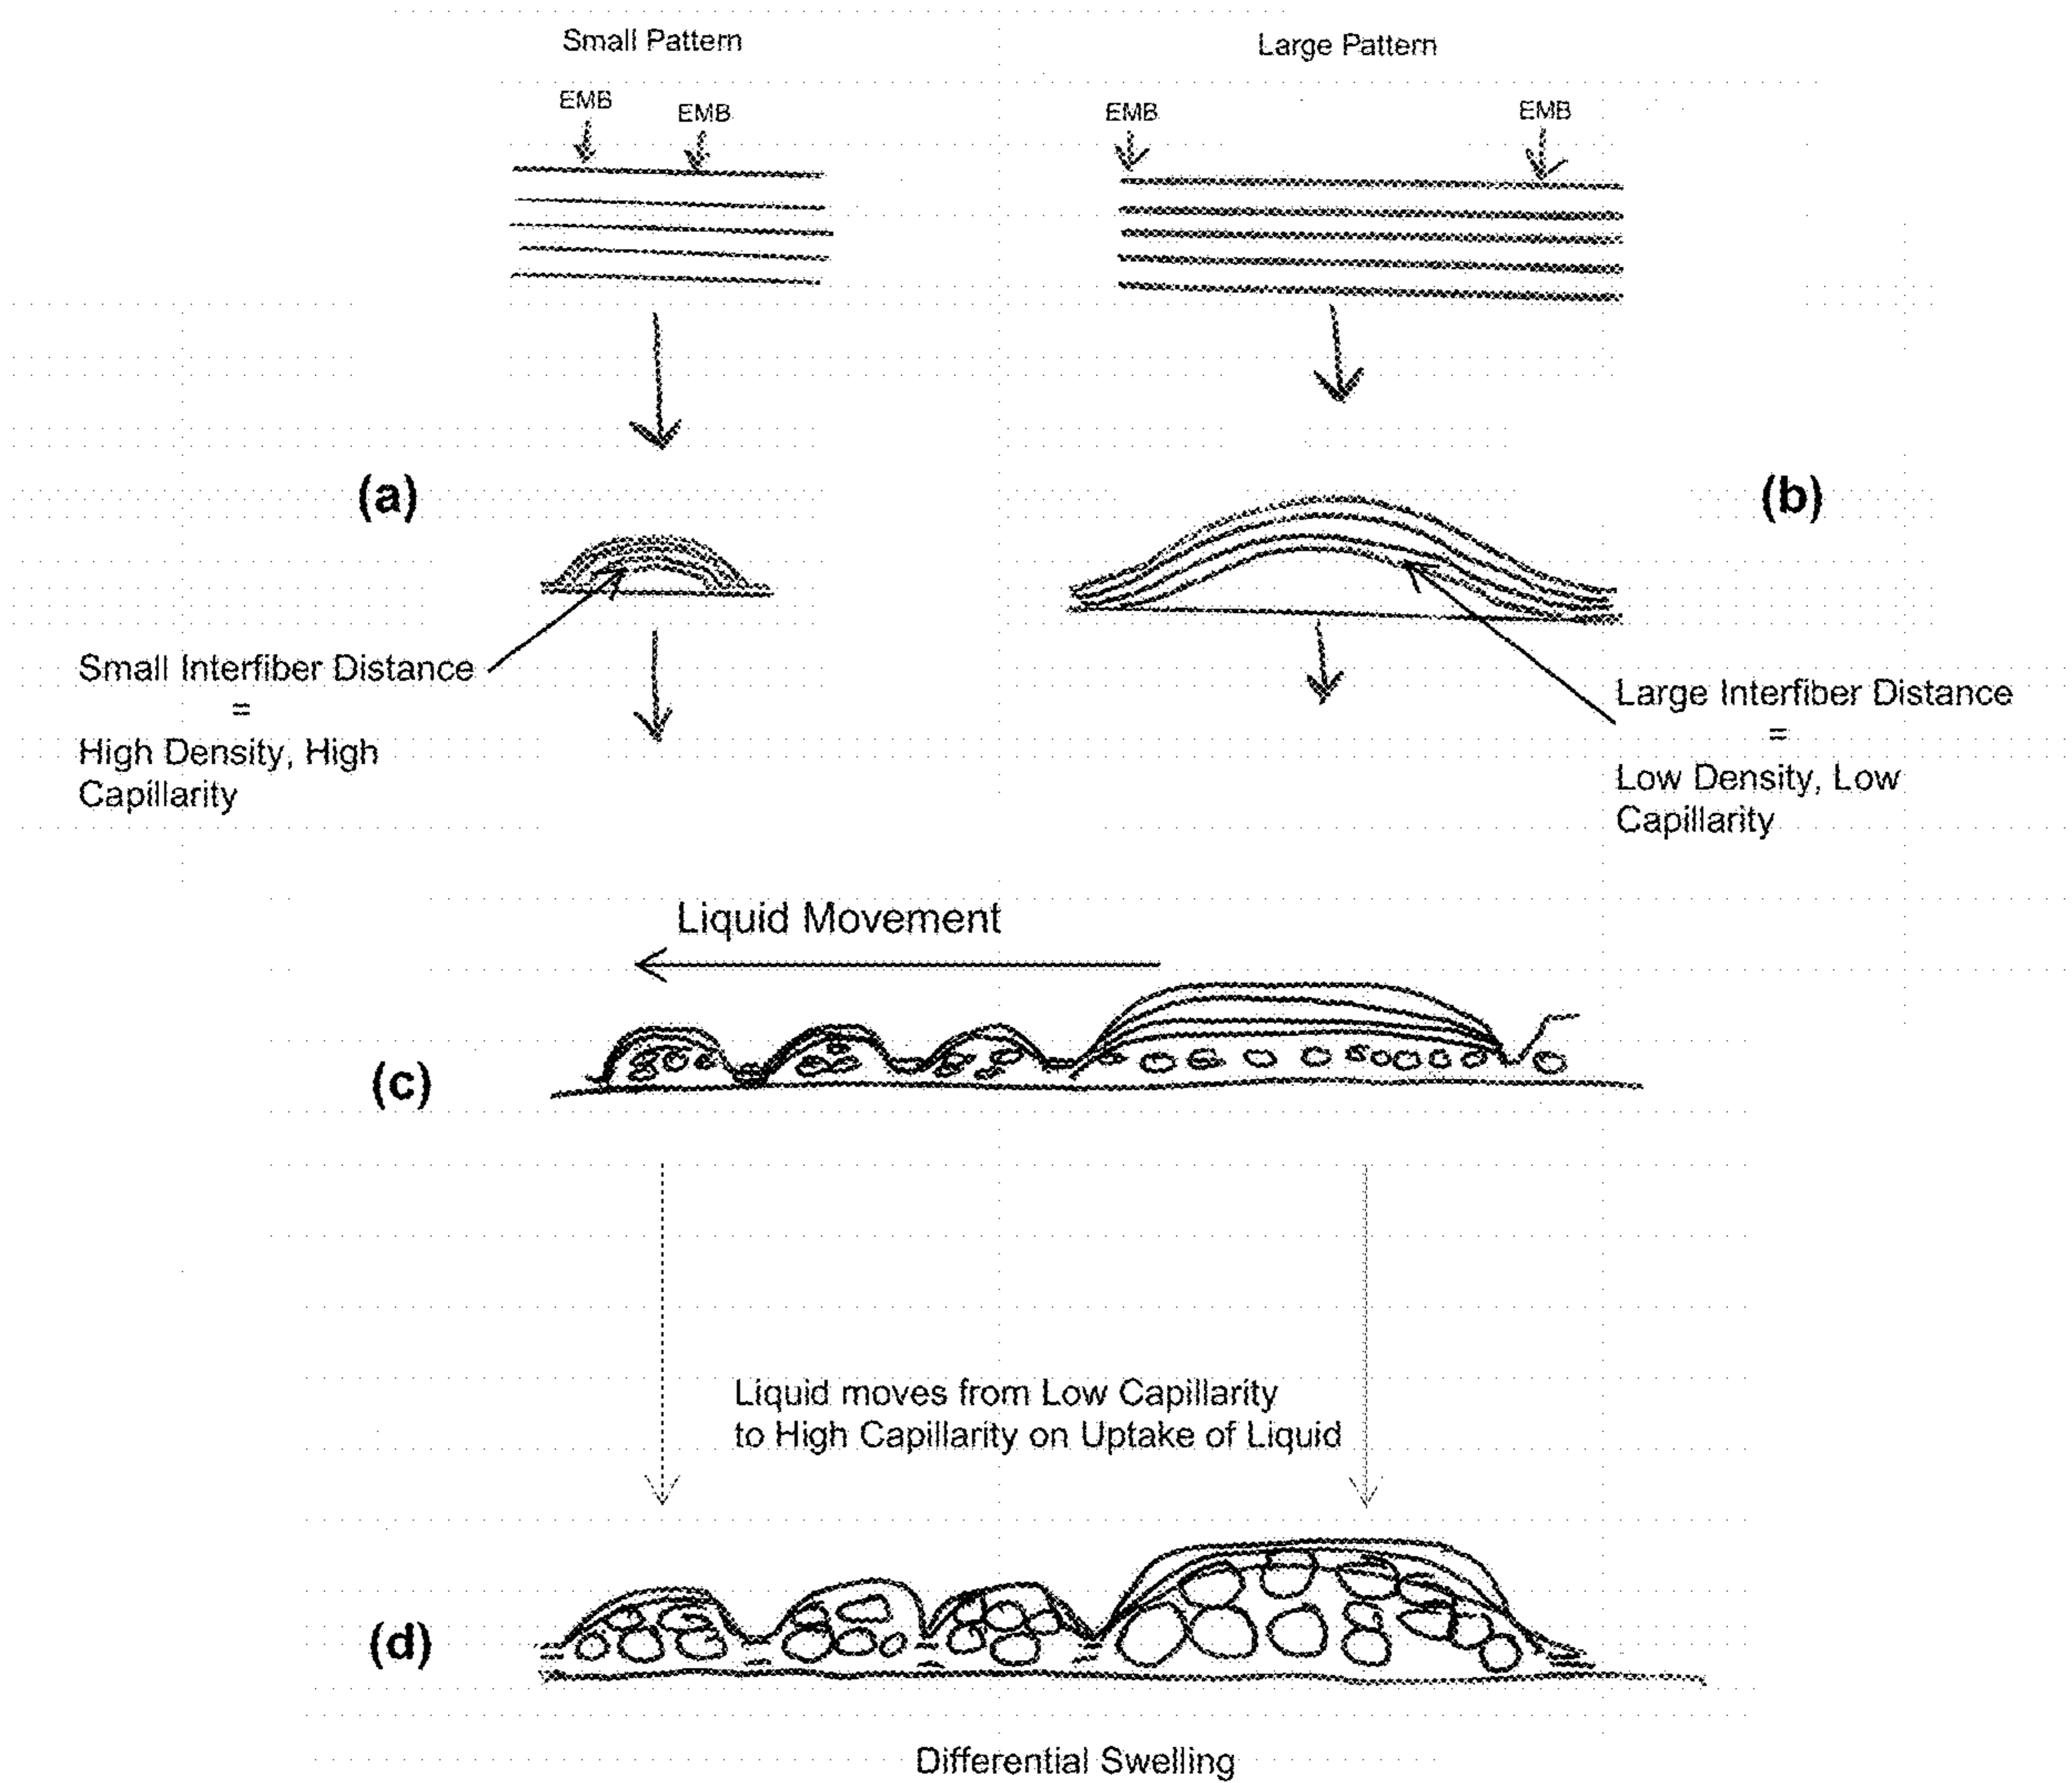 Small Pattern
Large Pattern
EMB
EMB
EMB
EMB
(a)
(b)
Small Interfiber Distance
=
High Density, High
Capillarity
Large Interfiber Distance
=
Low Density, Low
Capillarity
Liquid Movement
(c)
Liquid moves from Low Capillarity
to High Capillarity on Uptake of Liquid
(d)
Differential Swelling